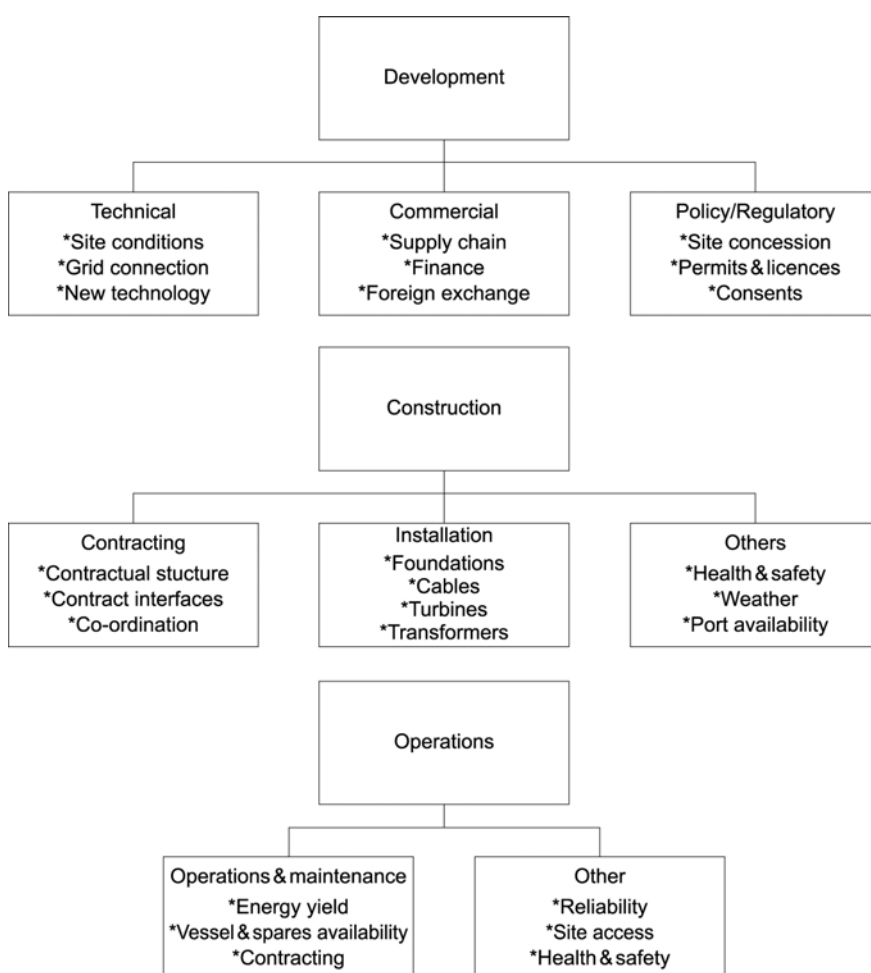 Development
Technical
*Site conditions
*Grid connection
*New technology
Commercial
*Supply chain
*Finance
*Foreign exchange
Policy/Regulatory
*Site concession
*Permits & licences
*Consents
Construction
Contracting
*Contractual stucture
*Contract interfaces
*Co-ordination
Installation
*Foundations
*Cables
*Turbines
*Transformers
Others
*Health & safety
*Weather
*Port availability
Operations
Operations & maintenance
*Energy yield
*Vessel & spares availability
*Contracting
Other
*Reliability
*Site access
*Health & safety